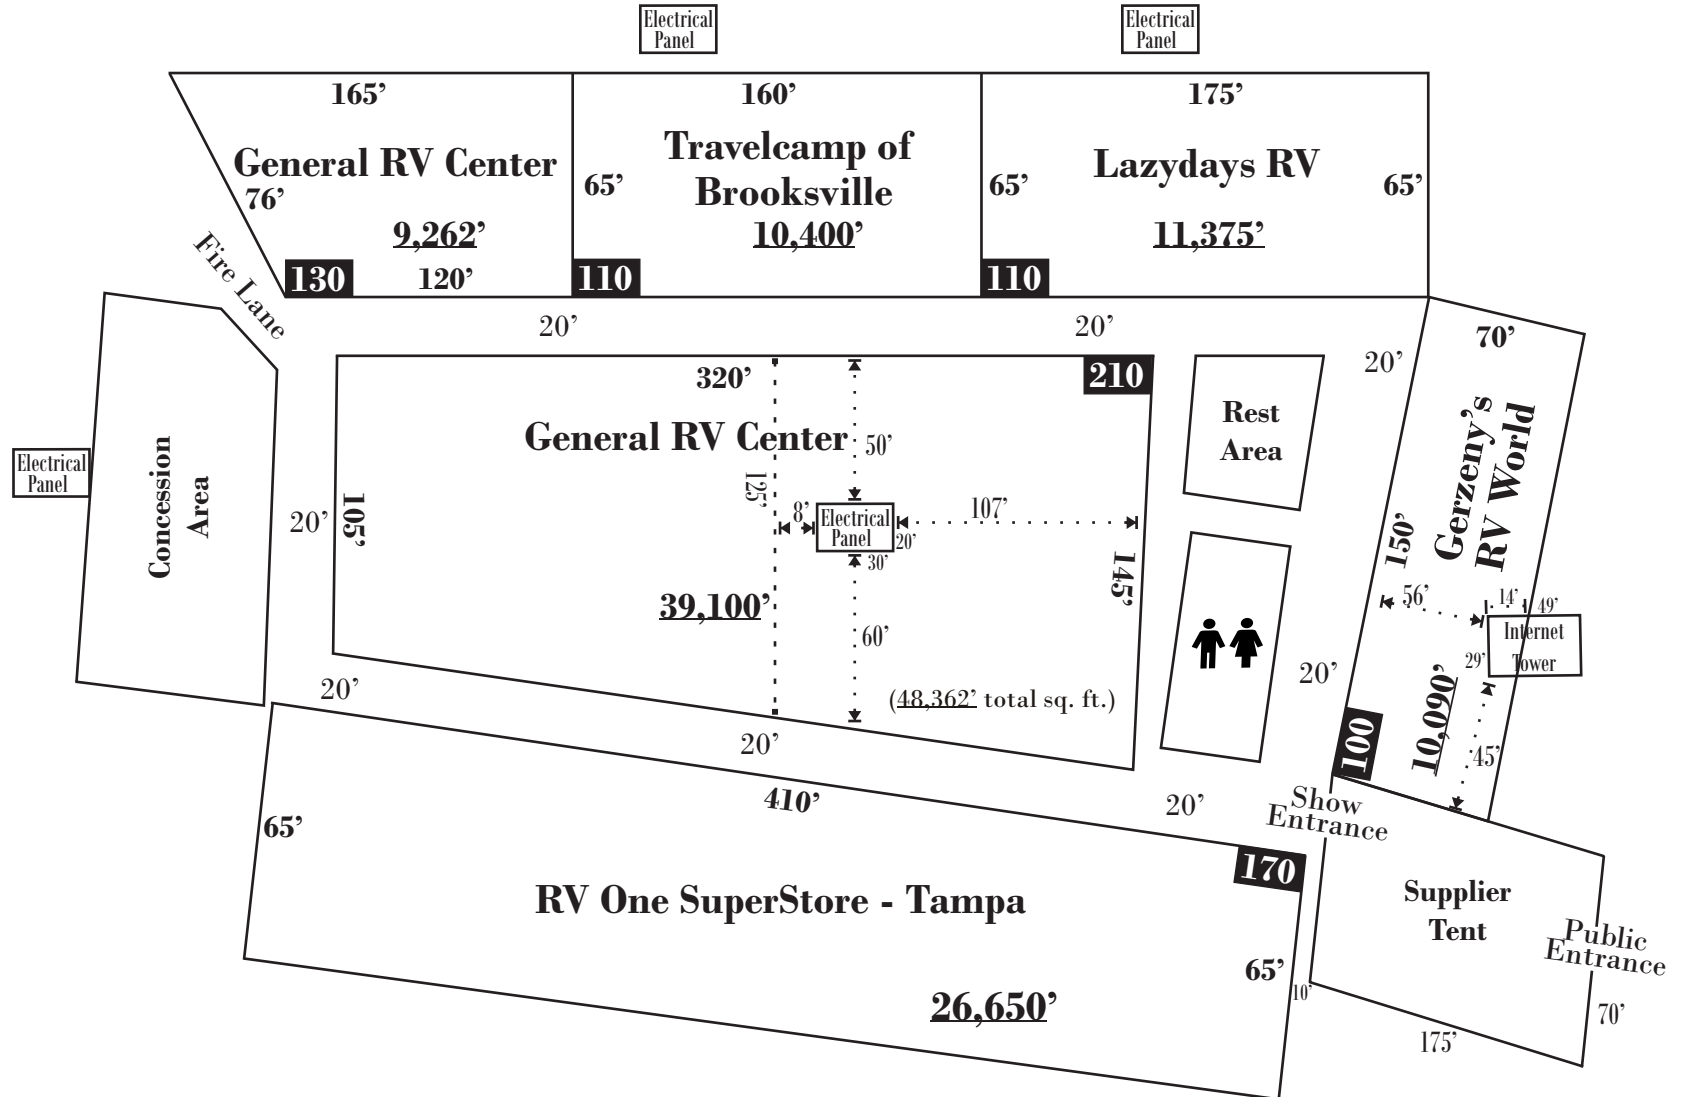 Electrical
Panel
Electrical
Panel
165’
160’
175’
General RV Center
Travelcamp of
Brooksville
Lazydays RV
76’
65’
65’
65’
9,262’
10,400’
11,375’
130
120’
110
110
Fire Lane
20’
20’
20’
70’
320’
210
General RV Center
50’
Rest
Area
Gerzeny’s
RV World
Concession
Area
Electrical
Panel
20’
105’
125’
8’
Electrical
Panel
107’
20’
30’
145’
150’
39,100’
60’
56’
14’
49’
Internet
Tower
29’
20’
20’
(48,362’ total sq. ft.)
10,090’
100
45’
20’
410’
20’
Show
Entrance
65’
170
RV One SuperStore - Tampa
Supplier
Tent
Public
Entrance
65’
10’
26,650’
70’
175’